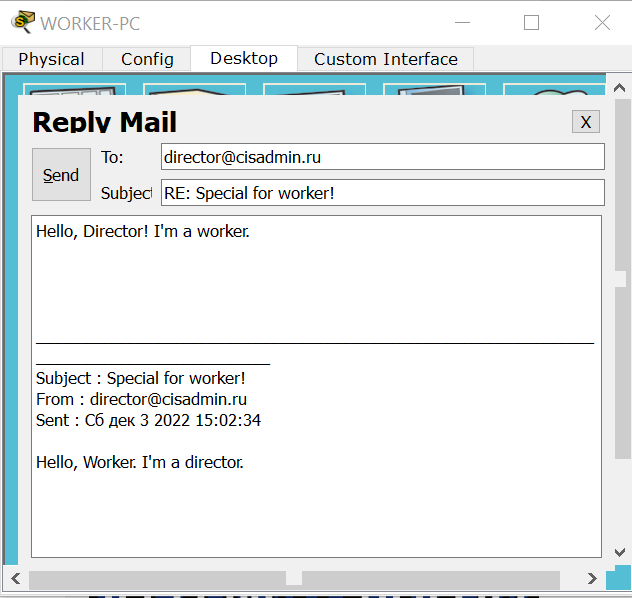 WORKER-PC
Physical Config Desktop Custom Interface
Reply Mail
X
Send
To:
director@cisadmin.ru
Subject
RE: Special for worker!
Hello, Director! I'm a worker.
Subject : Special for worker!
From : director@cisadmin.ru
Sent : Сб дек 3 2022 15:02:34
Hello, Worker. I'm a director.